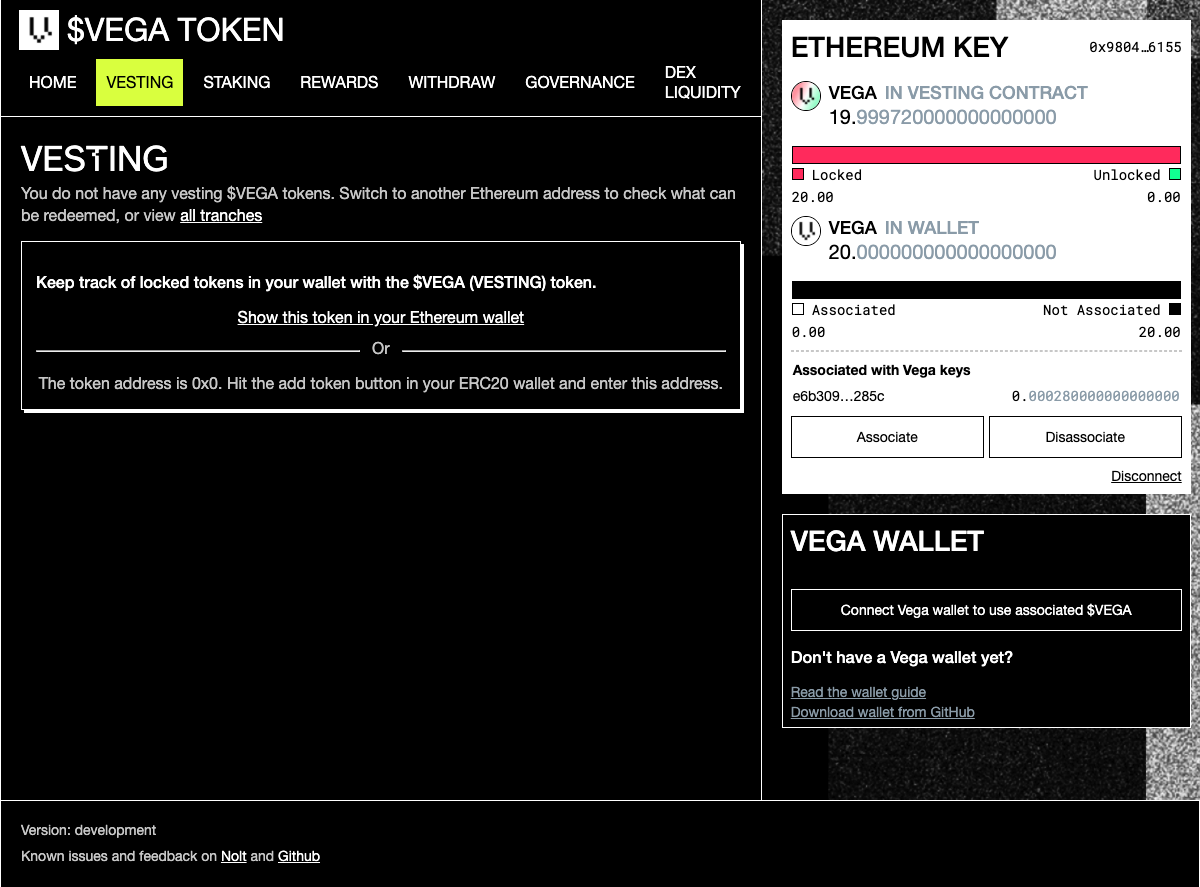 $VEGA TOKEN
HOME
VESTING
STAKING
REWARDS
WITHDRAW
GOVERNANCE
DEX
LIQUIDITY
VESTING
You do not have any vesting $VEGA tokens. Switch to another Ethereum address to check what can
be redeemed, or view all tranches
Keep track of locked tokens in your wallet with the $VEGA (VESTING) token.
Show this token in your Ethereum wallet
Or
The token address is 0x0. Hit the add token button in your ERC20 wallet and enter this address.
ETHEREUM KEY
0x9804…6155
VEGA IN VESTING CONTRACT
19.999720000000000000
Locked
Unlocked
20.00
0.00
VEGA IN WALLET
20.000000000000000000
Associated
Not Associated
0.00
20.00
Associated with Vega keys
e6b309…285c
0.000280000000000000
Associate
Disassociate
Disconnect
VEGA WALLET
Connect Vega wallet to use associated $VEGA
Don't have a Vega wallet yet?
Read the wallet guide
Download wallet from GitHub
Version: development
Known issues and feedback on Nolt and Github